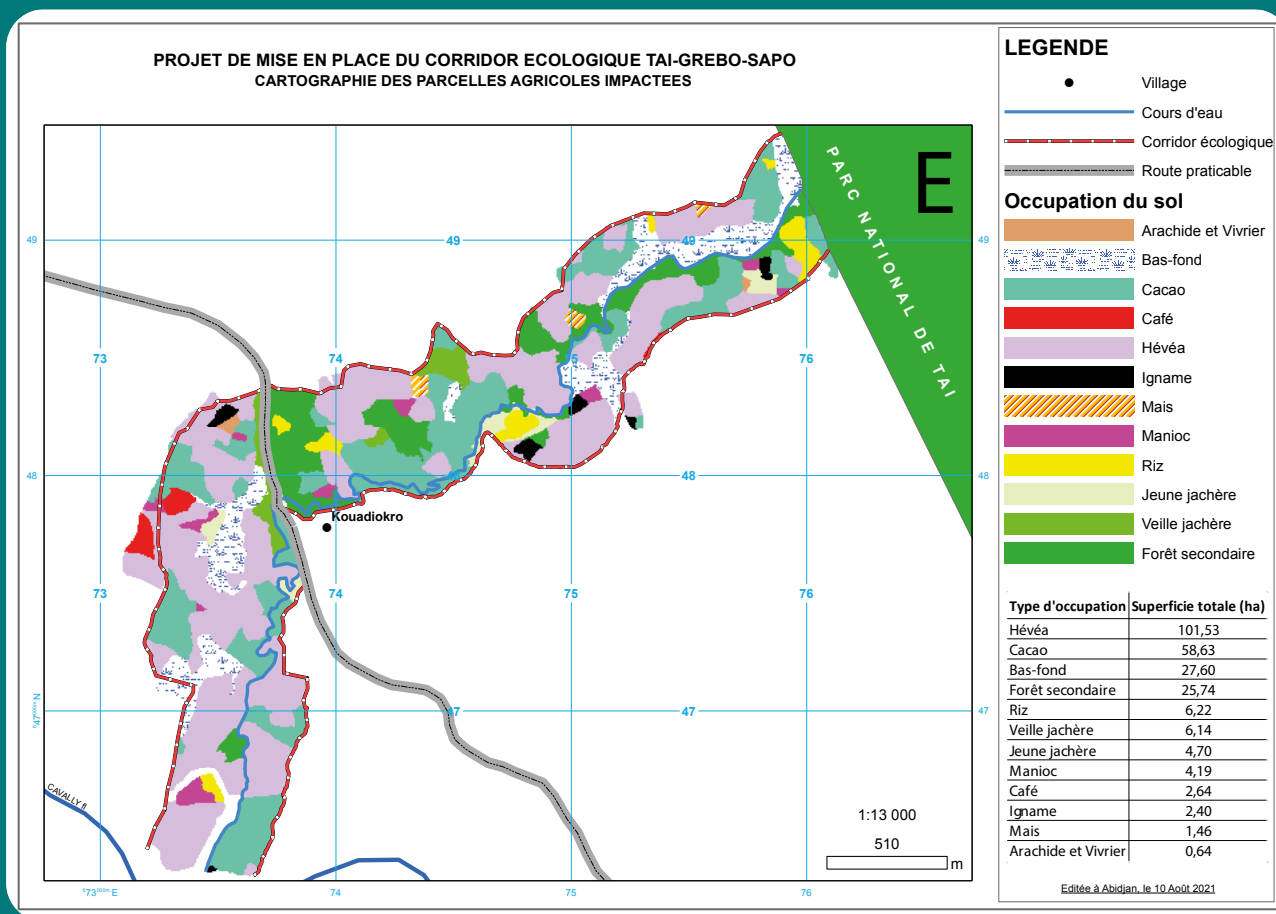 PROJET DE MISE EN PLACE DU CORRIDOR ECOLOGIQUE TAI-GREBO-SAPO
CARTOGRAPHIE DES PARCELLES AGRICOLES IMPACTEES
E
PARC NATIONAL DE TAI
49
49
49
49
73
74
75
76
48
48
48
Kouadiokro
73
74
75
76
47
47
47
647000m N
CAVALLY fl
673000m E
74
75
76
1:13 000
510
m
LEGENDE
Village
Cours d'eau
Corridor écologique
Route praticable
Occupation du sol
Arachide et Vivrier
Bas-fond
Cacao
Café
Hévéa
Igname
Mais
Manioc
Riz
Jeune jachère
Veille jachère
Forêt secondaire
Type d'occupation Superficie totale (ha)
Hévéa 101,53
Cacao 58,63
Bas-fond 27,60
Forêt secondaire 25,74
Riz 6,22
Veille jachère 6,14
Jeune jachère 4,70
Manioc 4,19
Café 2,64
Igname 2,40
Mais 1,46
Arachide et Vivrier 0,64
Editée à Abidjan, le 10 Août 2021